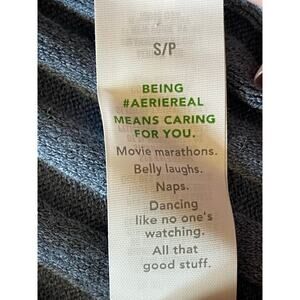 S/P
BEING
#AERIEREAL
MEANS CARING
FOR YOU.
Movie marathons.
Belly laughs.
Naps.
Dancing
like no one's
watching.
All that
good stuff.